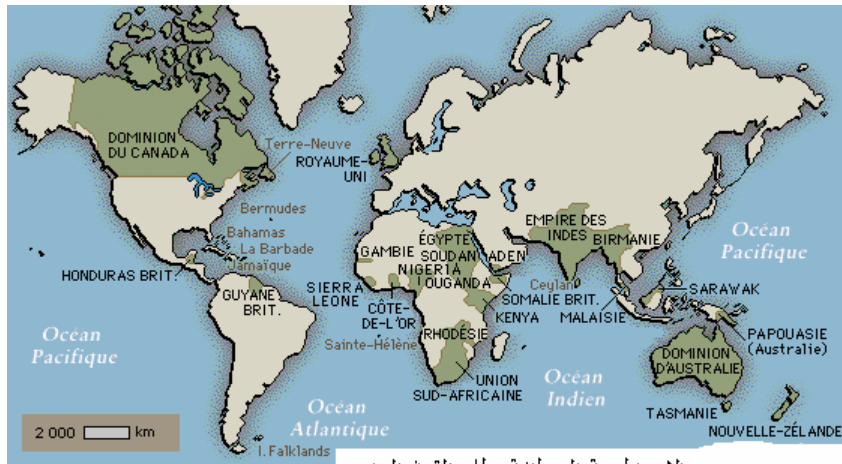 DOMINION
DU CANADA
Terre-Neuve
ROYAUME-
UNI
Bermudes
Bahamas
La Barbade
Jamaïque
HONDURAS BRIT.
GUYANE
BRIT.
Océan
Pacifique
GAMBIE
ÉGYPTE
SOUDAN
ADEN
NIGERIA
OUGANDA
SIERRA
LEONE
CÔTE-
DE-L'OR
SOMALIE BRIT.
KENYA
EMPIRE DES
INDES
BIRMANIE
Ceylan
MALAISIE
SARAWAK
Océan
Pacifique
PAPOUASIE
(Australie)
RHODÉSIE
Sainte-Hélène
UNION
SUD-AFRICAINE
Océan
Indien
DOMINION
D'AUSTRALIE
TASMANIE
NOUVELLE-ZÉLANDE
Océan
Atlantique
I. Falklands
2 000 km